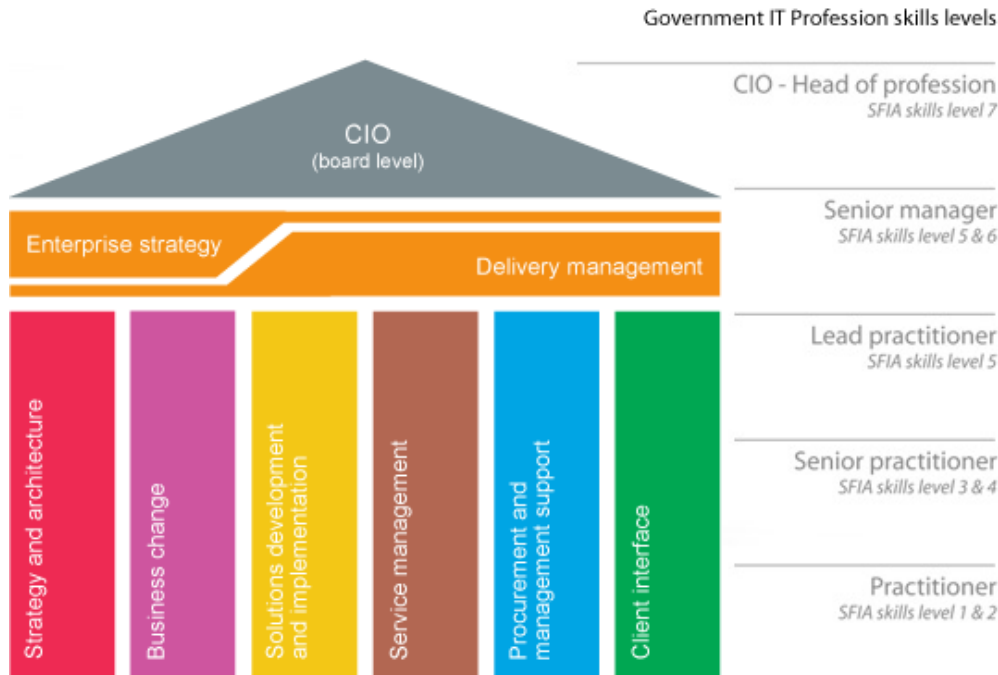 Government IT Profession skills levels
CIO - Head of profession
SFIA skills level 7
CIO
(board level)
Senior manager
SFIA skills level 5 & 6
Enterprise strategy
Delivery management
Lead practitioner
SFIA skills level 5
Senior practitioner
SFIA skills level 3 & 4
Practitioner
SFIA skills level 1 & 2
Strategy and architecture
Business change
Solutions development
and implementation
Service management
Procurement and
management support
Client interface